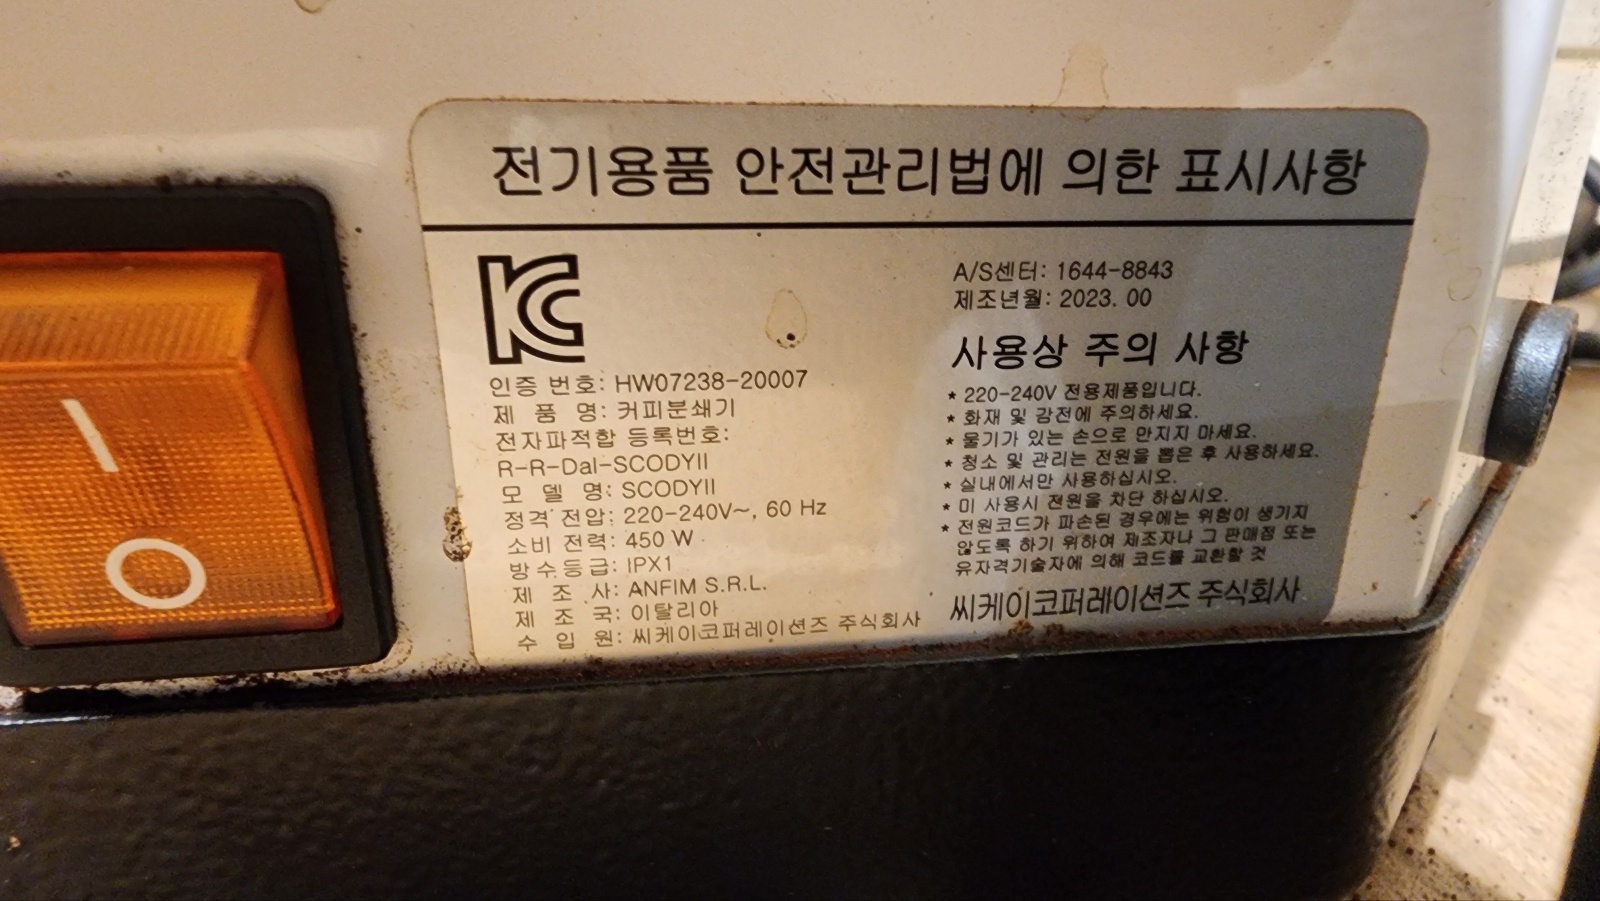 전기용품 안전관리법에 의한 표시사항
KC
인증 번호: HW07238-20007
제 품 명: 커피분쇄기
전자파적합 등록번호:
R-R-Dal-SCODYII
모 델 명: SCODYII
정격 전압: 220-240V~, 60 Hz
소비 전력: 450 W
방수등급: IPX1
제 조 사: ANFIM S.R.L.
제 조 국: 이탈리아
수 입 원: 씨케이코퍼레이션즈 주식회사
A/S센터: 1644-8843
제조년월: 2023. 00
사용상 주의 사항
* 220-240V 전용제품입니다.
* 화재 및 감전에 주의하세요.
* 물기가 있는 손으로 만지지 마세요.
* 청소 및 관리는 전원을 뽑은 후 사용하세요.
* 실내에서만 사용하십시오.
* 미 사용시 전원을 차단 하십시오.
* 전원코드가 파손된 경우에는 위험이 생기지
않도록 하기 위하여 제조자나 그 판매점 또는
유자격기술자에 의해 코드를 교환할 것
씨케이코퍼레이션즈 주식회사